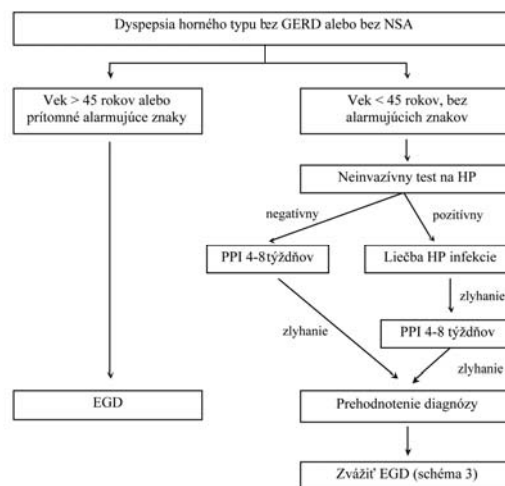 Dyspepsia horného typu bez GERD alebo bez NSA
Vek > 45 rokov alebo
prítomné alarmujúce znaky
Vek < 45 rokov, bez
alarmujúcich znakov
Neinvazívny test na HP
negatívny
pozitívny
PPI 4-8 týždňov
Liečba HP infekcie
zlyhanie
zlyhanie
PPI 4-8 týždňov
zlyhanie
EGD
Prehodnotenie diagnózy
Zvážiť EGD (schéma 3)